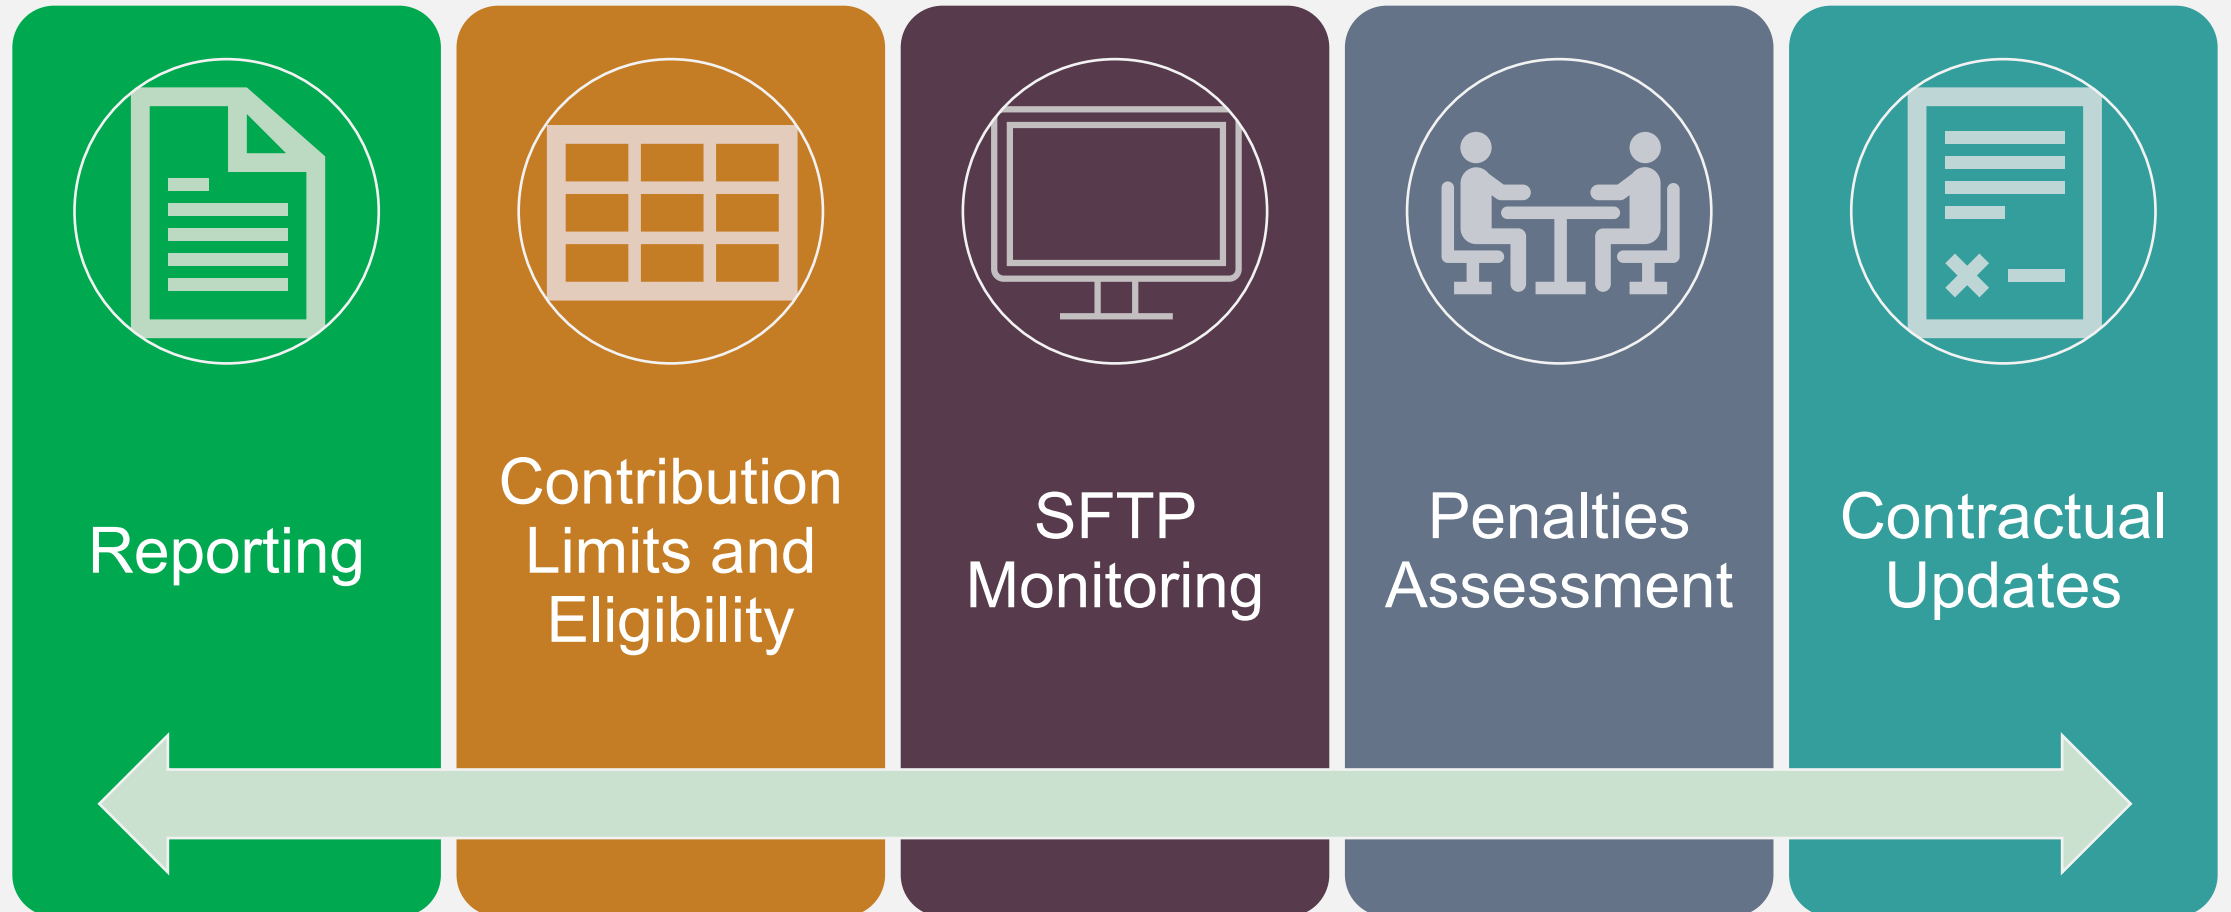 Reporting
Contribution
Limits and
Eligibility
SFTP
Monitoring
Penalties
Assessment
Contractual
Updates